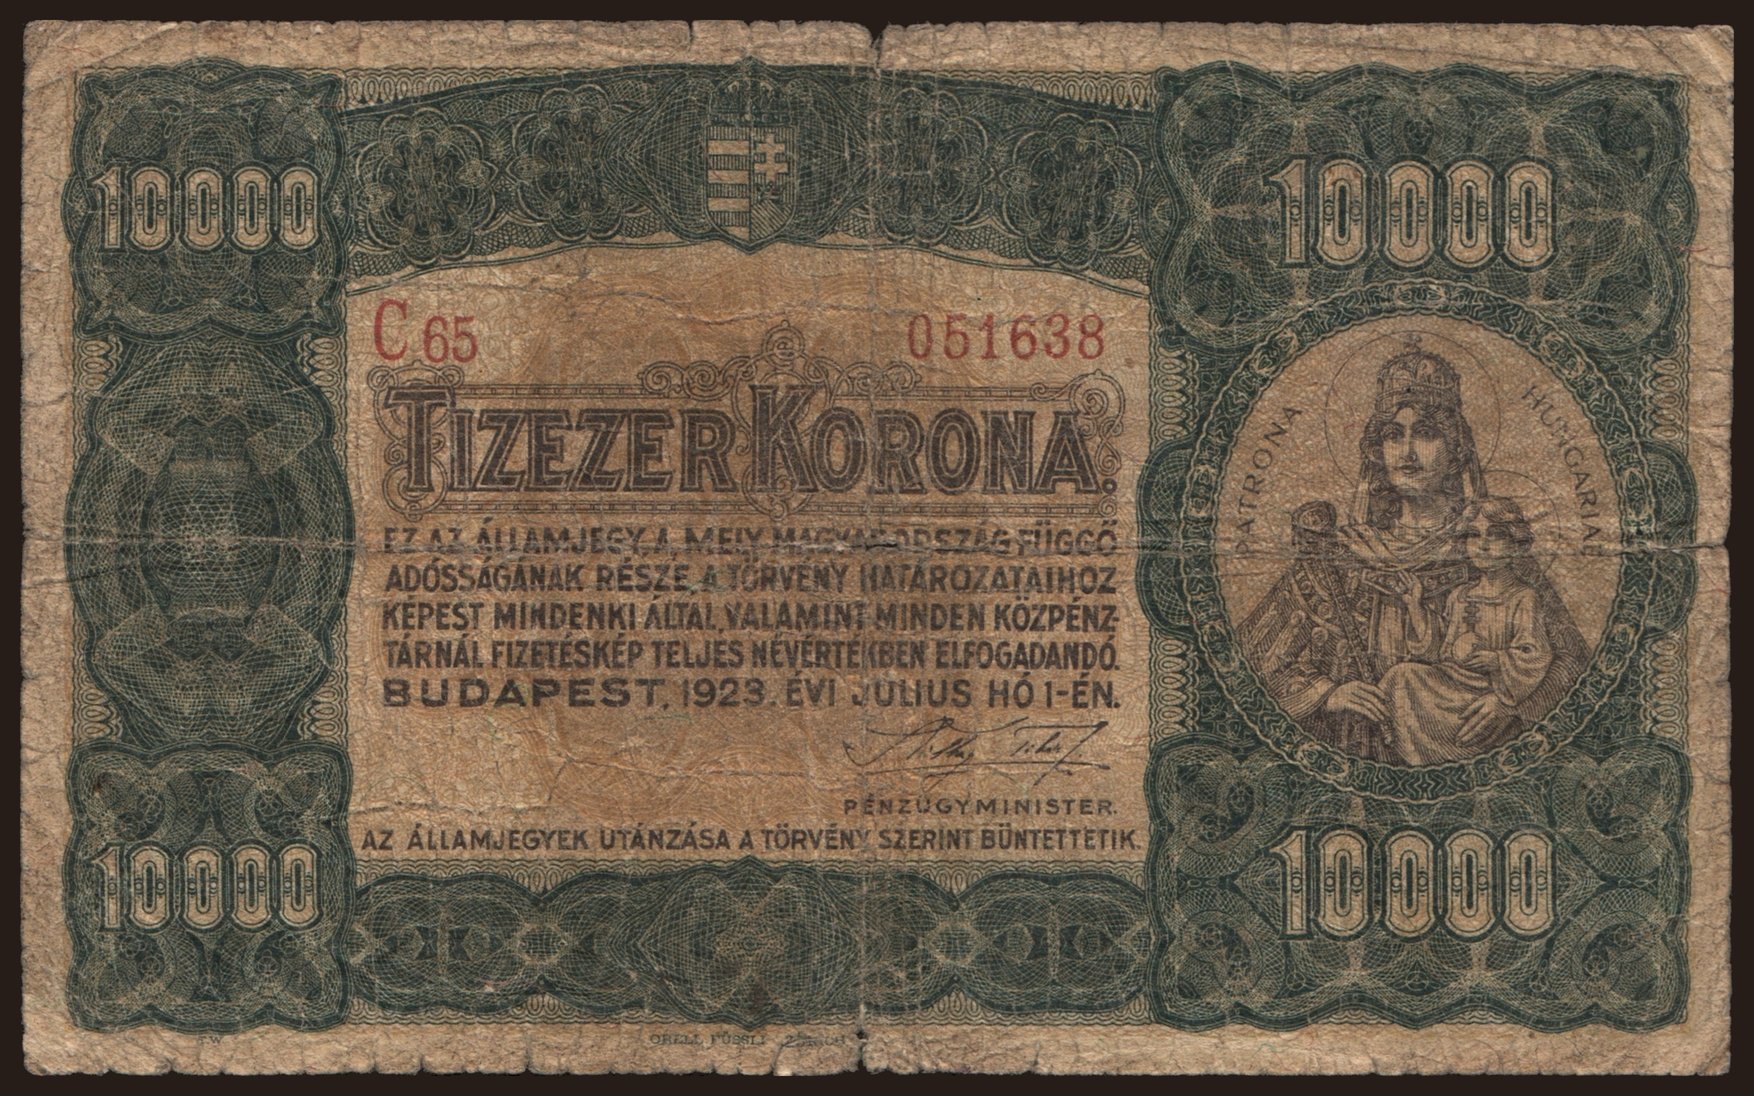 10000
10000
C 65
051638
TIZEZER KORONA.
PATRONA HUNGARIAE
EZ AZ ÁLLAMJEGY, A MELY MAGYARORSZÁG FÜGGŐ
ADÓSSÁGÁNAK RÉSZE, A TÖRVÉNY HATÁROZATAIHOZ
KÉPEST MINDENKI ÁLTAL, VALAMINT MINDEN KÖZPÉNZ-
TÁRNÁL FIZETÉSKÉP TELJES NÉVÉRTÉKBEN ELFOGADANDÓ.
BUDAPEST, 1923. ÉVI JULIUS HÓ 1-ÉN.
PÉNZÜGYMINISTER.
AZ ÁLLAMJEGYEK UTÁNZÁSA A TÖRVÉNY SZERINT BÜNTETTETIK.
10000
10000
ORELL FÜSSLI ZÜRICH